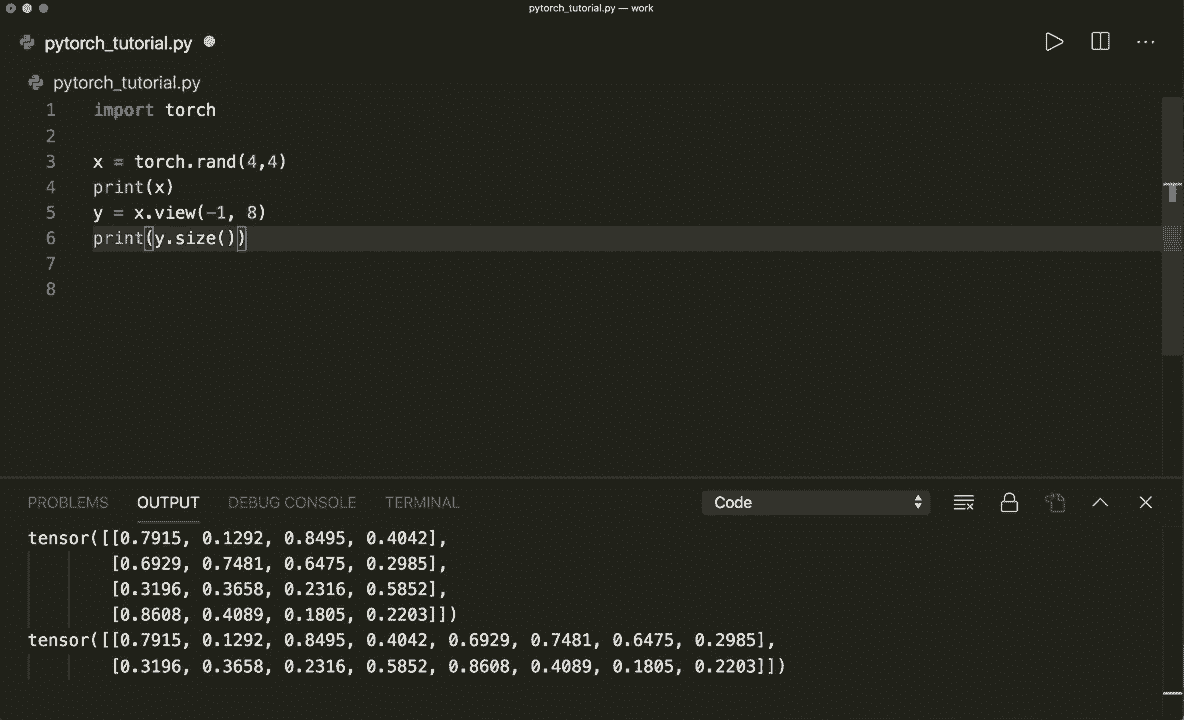 pytorch_tutorial.py — work
pytorch_tutorial.py
pytorch_tutorial.py
1 import torch
2
3 x = torch.rand(4,4)
4 print(x)
5 y = x.view(-1, 8)
6 print(y.size())
7
8
PROBLEMS OUTPUT DEBUG CONSOLE TERMINAL Code
tensor([[0.7915, 0.1292, 0.8495, 0.4042],
[0.6929, 0.7481, 0.6475, 0.2985],
[0.3196, 0.3658, 0.2316, 0.5852],
[0.8608, 0.4089, 0.1805, 0.2203]])
tensor([[0.7915, 0.1292, 0.8495, 0.4042, 0.6929, 0.7481, 0.6475, 0.2985],
[0.3196, 0.3658, 0.2316, 0.5852, 0.8608, 0.4089, 0.1805, 0.2203]])